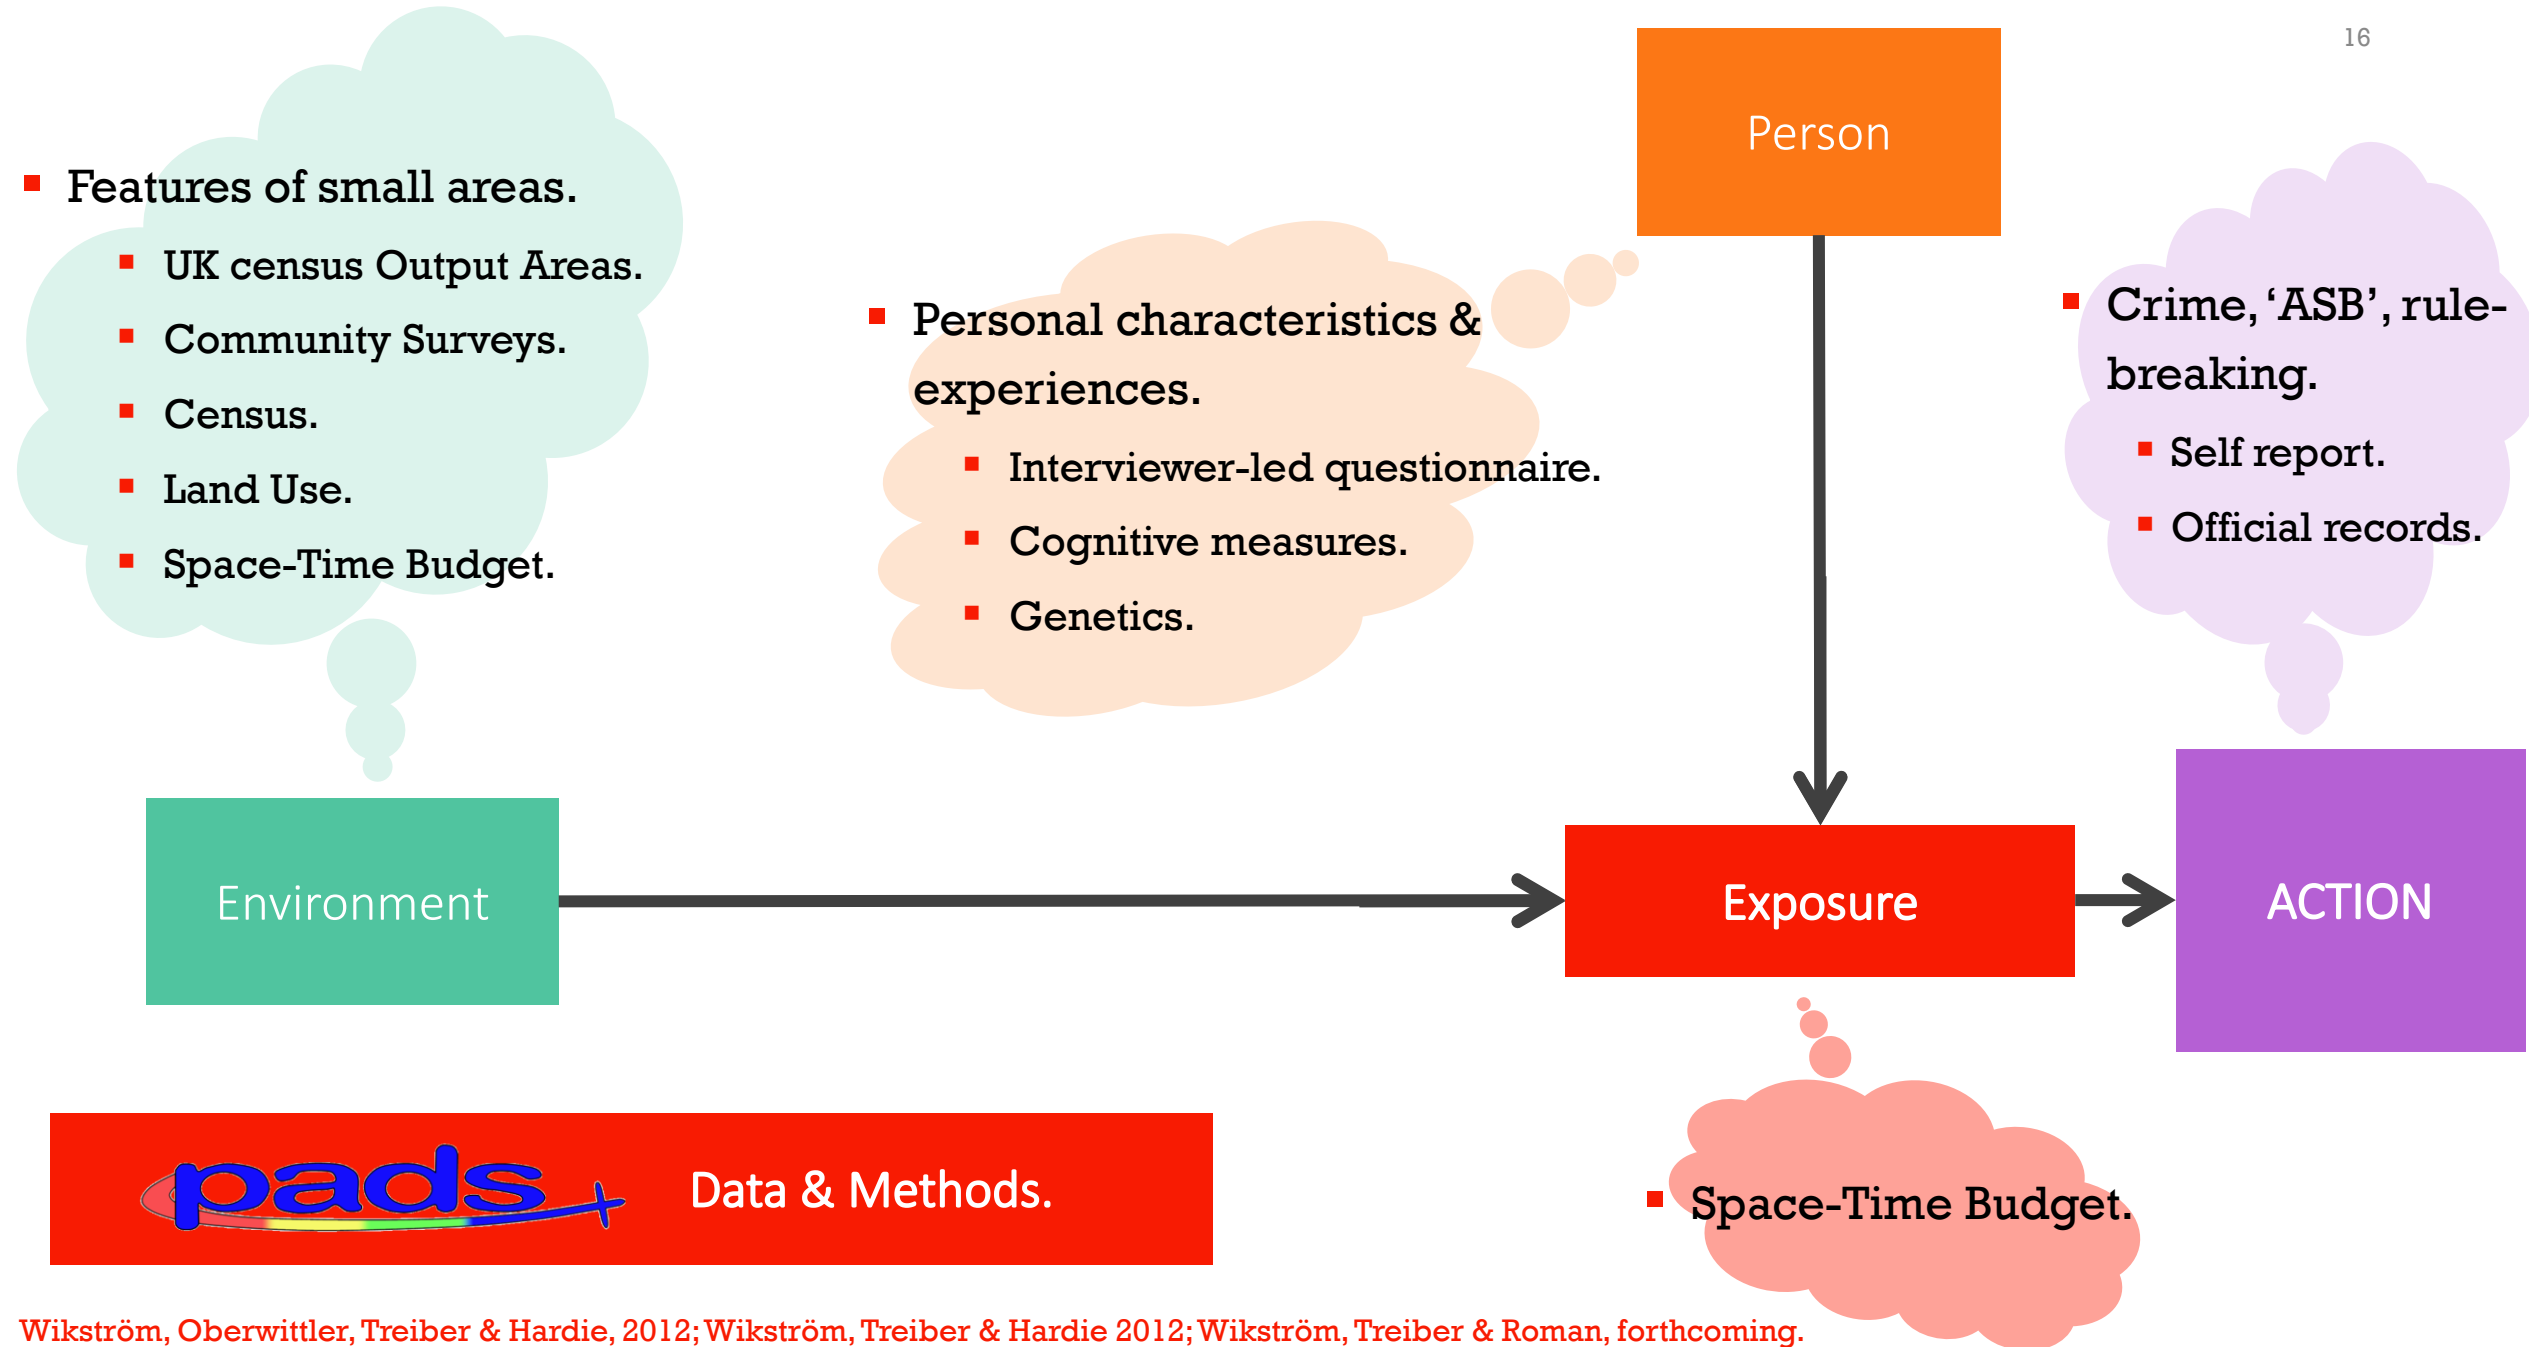 16
Person
Features of small areas.
UK census Output Areas.
Community Surveys.
Census.
Land Use.
Space-Time Budget.
Personal characteristics &
experiences.
Interviewer-led questionnaire.
Cognitive measures.
Genetics.
Crime, ‘ASB’, rule-
breaking.
Self report.
Official records.
Environment
Exposure
ACTION
pads+
Data & Methods.
Space-Time Budget.
Wikström, Oberwittler, Treiber & Hardie, 2012; Wikström, Treiber & Hardie 2012; Wikström, Treiber & Roman, forthcoming.